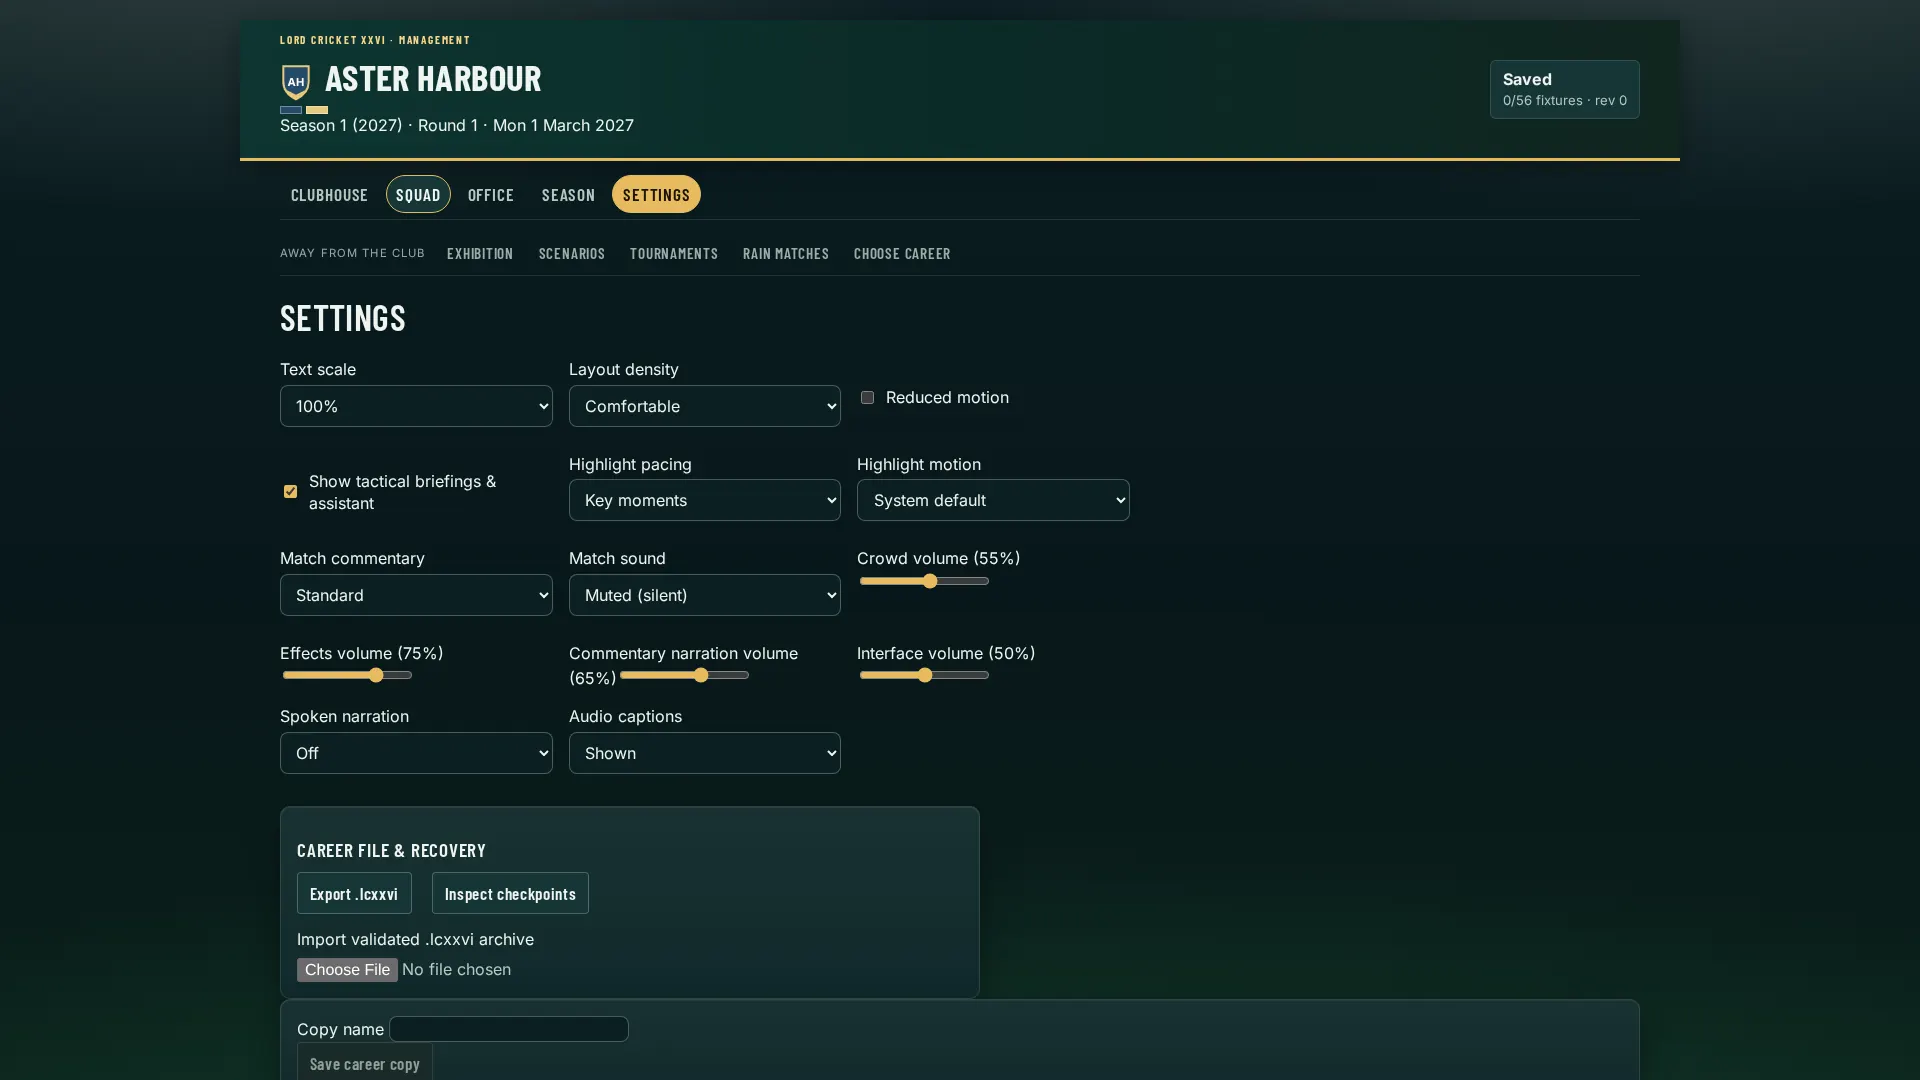 LORD CRICKET XXVI · MANAGEMENT
AH ASTER HARBOUR
Season 1 (2027) · Round 1 · Mon 1 March 2027
Saved
0/56 fixtures · rev 0
CLUBHOUSE SQUAD OFFICE SEASON SETTINGS
AWAY FROM THE CLUB EXHIBITION SCENARIOS TOURNAMENTS RAIN MATCHES CHOOSE CAREER
SETTINGS
Text scale
100%
Layout density
Comfortable
Reduced motion
Show tactical briefings &
assistant
Highlight pacing
Key moments
Highlight motion
System default
Match commentary
Standard
Match sound
Muted (silent)
Crowd volume (55%)
Effects volume (75%)
Commentary narration volume
(65%)
Interface volume (50%)
Spoken narration
Off
Audio captions
Shown
CAREER FILE & RECOVERY
Export .lcxxvi Inspect checkpoints
Import validated .lcxxvi archive
Choose File No file chosen
Copy name
Save career copy